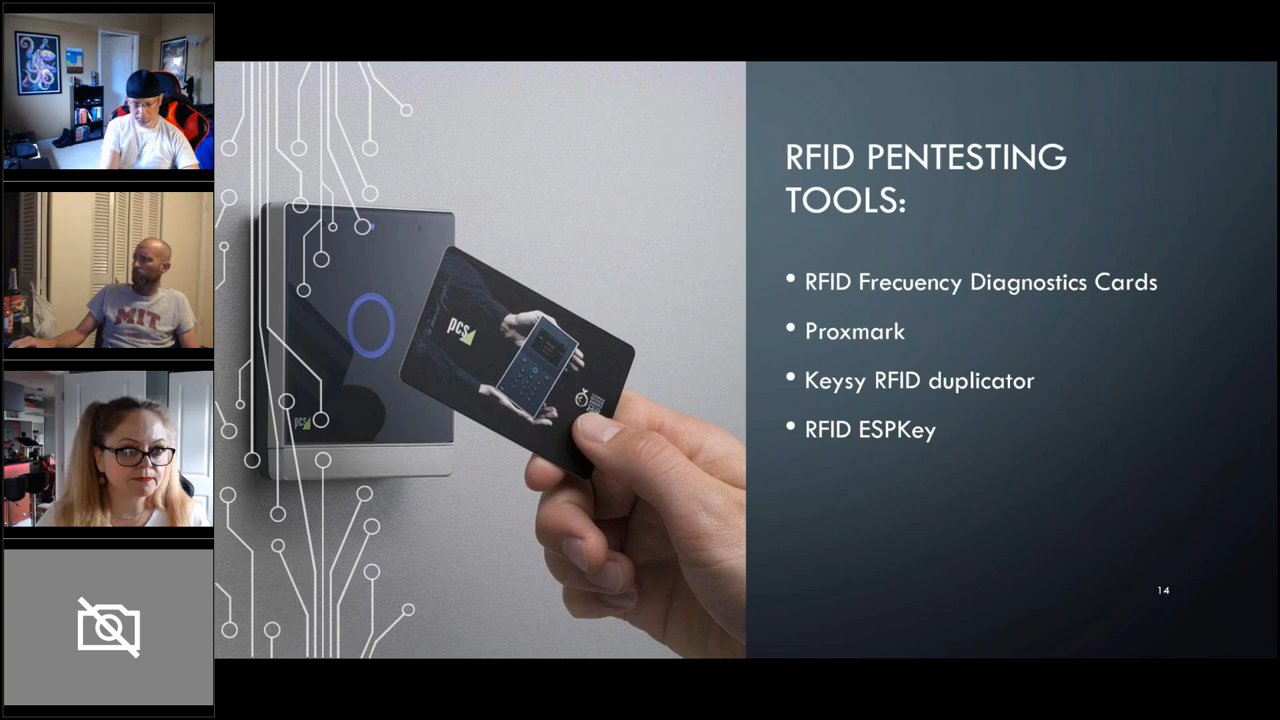 MIT
pcs
pcs
RFID PENTESTING
TOOLS:
• RFID Frecuency Diagnostics Cards
• Proxmark
• Keysy RFID duplicator
• RFID ESPKey
14